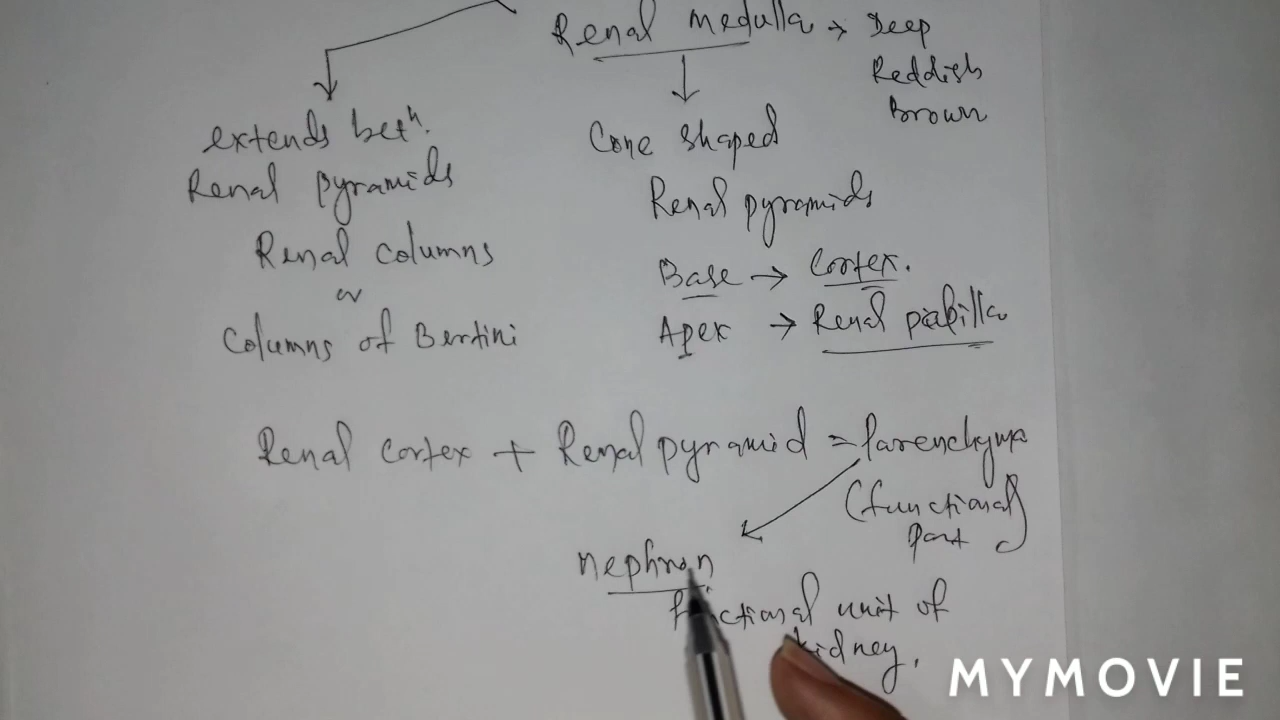 Renal medulla → Deep
Reddish
Brown
extends betn.
Renal pyramids
Renal columns
or
Columns of Bertini
Cone shaped
Renal pyramids
Base → Cortex.
Apex → Renal papilla
Renal cortex + Renal pyramid = Parenchyma
(functional)
part
nephron
functional unit of
kidney.
MYMOVIE